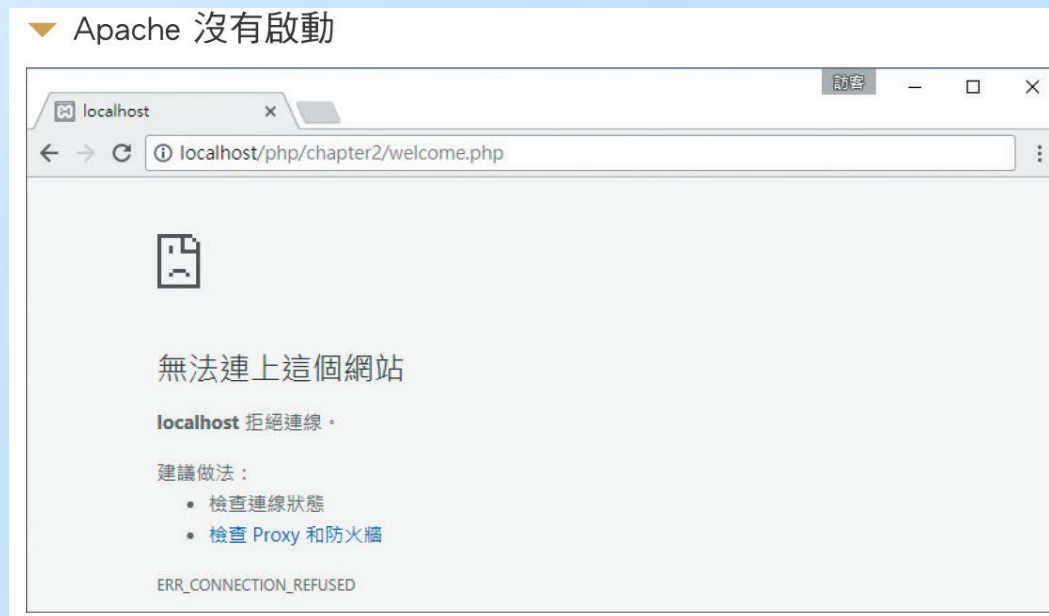 Apache 沒有啟動
訪客
localhost
localhost/php/chapter2/welcome.php
無法連上這個網站
localhost 拒絕連線。
建議做法：
• 檢查連線狀態
• 檢查 Proxy 和防火牆
ERR_CONNECTION_REFUSED